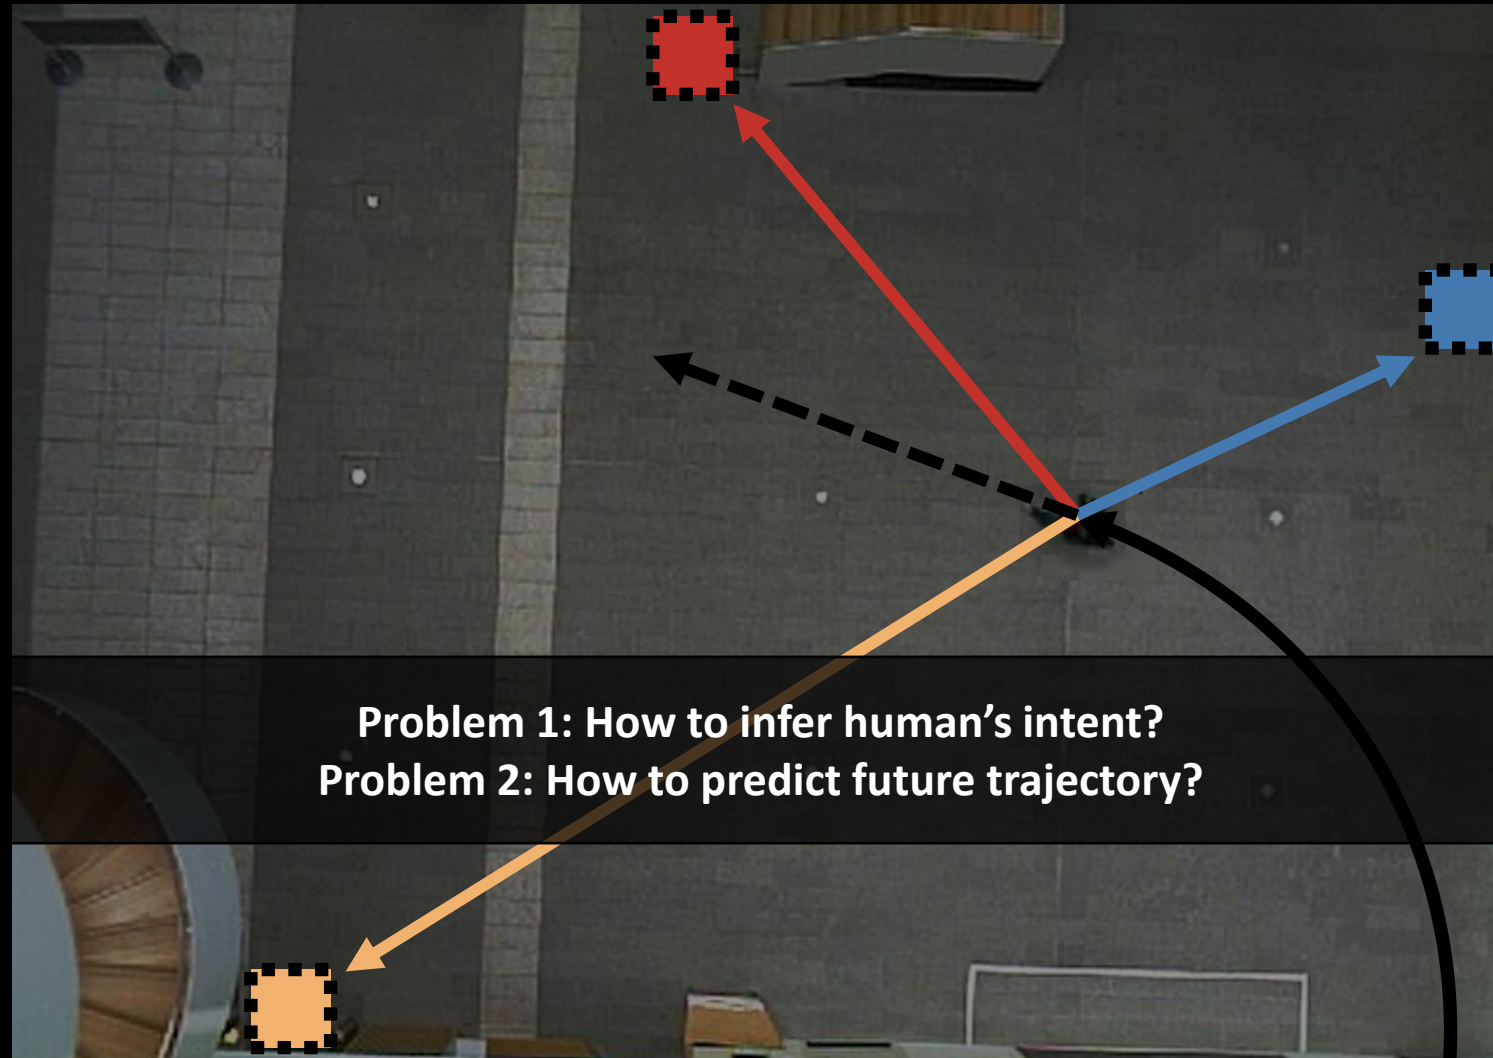 Problem 1: How to infer human’s intent?
Problem 2: How to predict future trajectory?